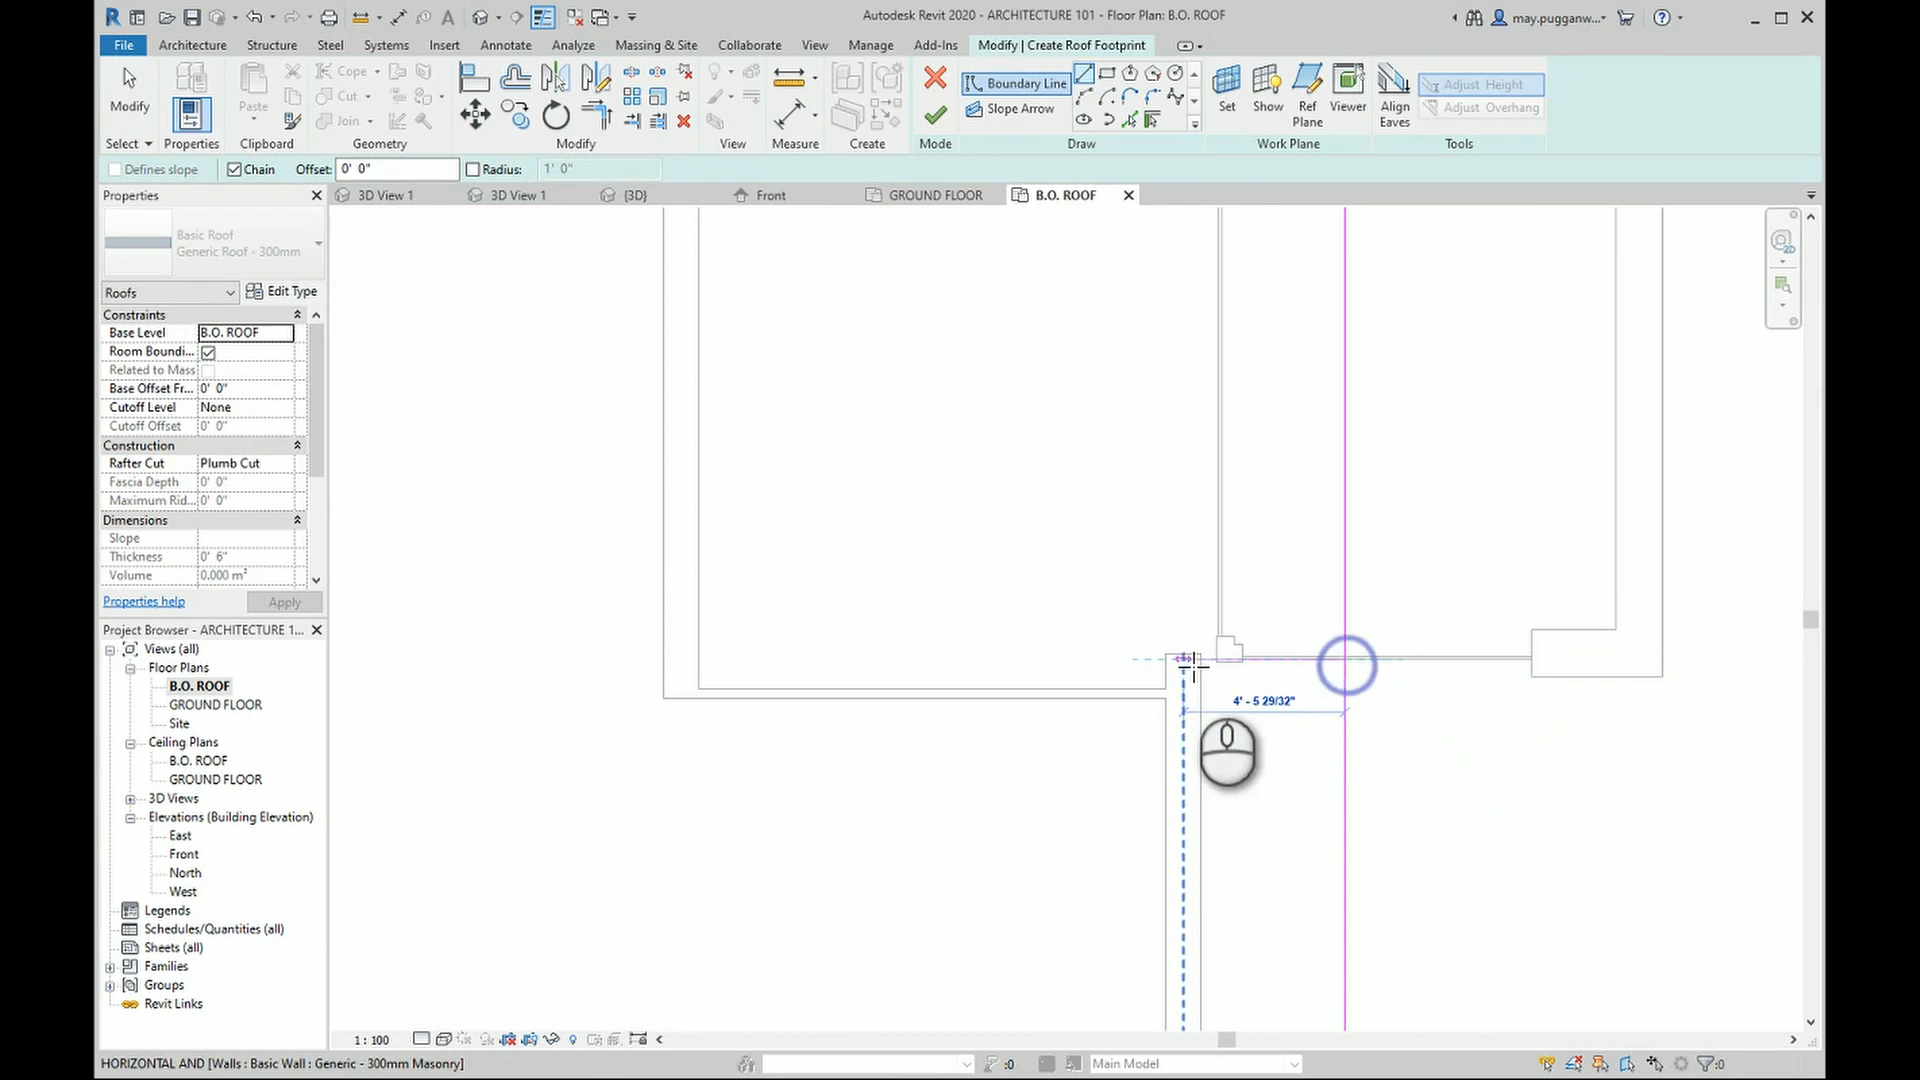 Autodesk Revit 2020 - ARCHITECTURE 101 - Floor Plan: B.O. ROOF
may.pugganw...
File Architecture Structure Steel Systems Insert Annotate Analyze Massing & Site Collaborate View Manage Add-Ins Modify | Create Roof Footprint
Modify
Paste
Cope
Cut
Join
Boundary Line
Slope Arrow
Set Show Ref Plane Viewer
Align Eaves
Adjust Height
Adjust Overhang
Select Properties Clipboard Geometry Modify View Measure Create Mode Draw Work Plane Tools
Defines slope Chain Offset: 0' 0" Radius: 1' 0"
Properties
3D View 1 3D View 1 {3D} Front GROUND FLOOR B.O. ROOF
Basic Roof
Generic Roof - 300mm
Roofs Edit Type
Constraints
Base Level B.O. ROOF
Room Boundi...
Related to Mass
Base Offset Fr... 0' 0"
Cutoff Level None
Cutoff Offset 0' 0"
Construction
Rafter Cut Plumb Cut
Fascia Depth 0' 0"
Maximum Rid... 0' 0"
Dimensions
Slope
Thickness 0' 6"
Volume 0.000 m³
Properties help Apply
Project Browser - ARCHITECTURE 1...
Views (all)
Floor Plans
B.O. ROOF
GROUND FLOOR
Site
Ceiling Plans
B.O. ROOF
GROUND FLOOR
3D Views
Elevations (Building Elevation)
East
Front
North
West
Legends
Schedules/Quantities (all)
Sheets (all)
Families
Groups
Revit Links
4' - 5 29/32"
1 : 100
HORIZONTAL AND [Walls : Basic Wall : Generic - 300mm Masonry]
:0
Main Model
:0